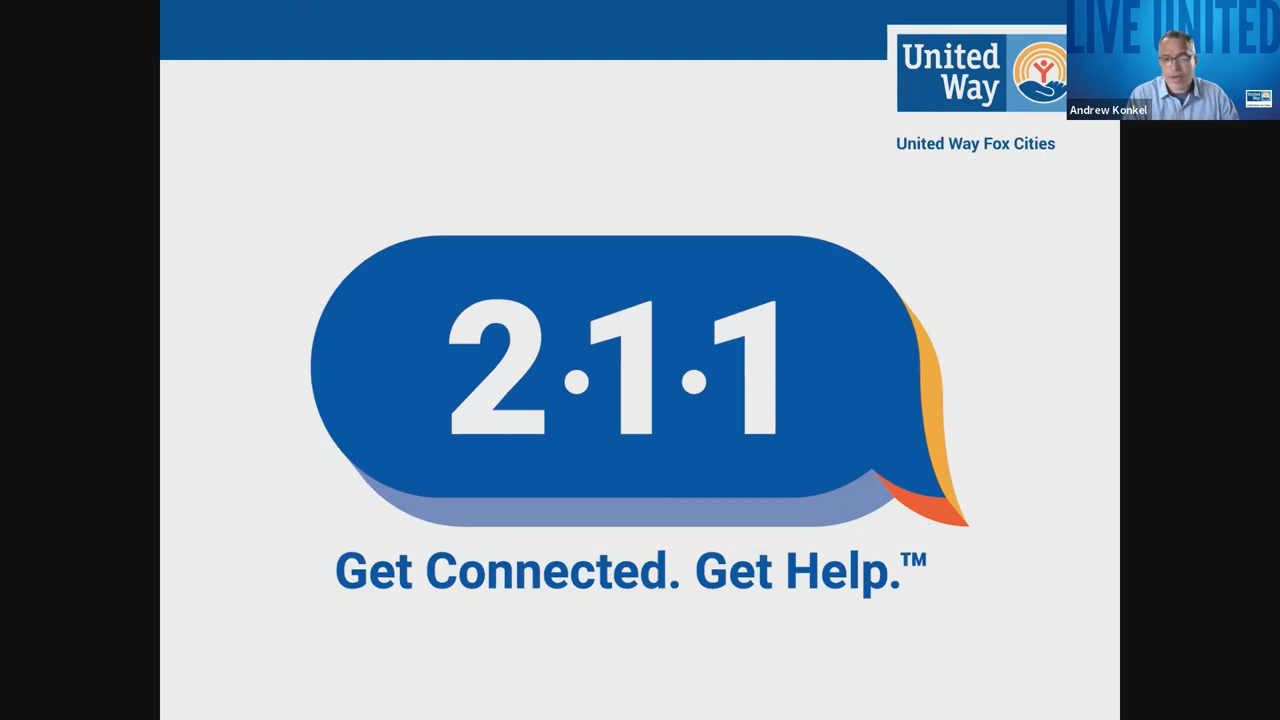 LIVE UNITED
United
Way
Andrew Konkel
United Way Fox Cities
2·1·1
Get Connected. Get Help.™